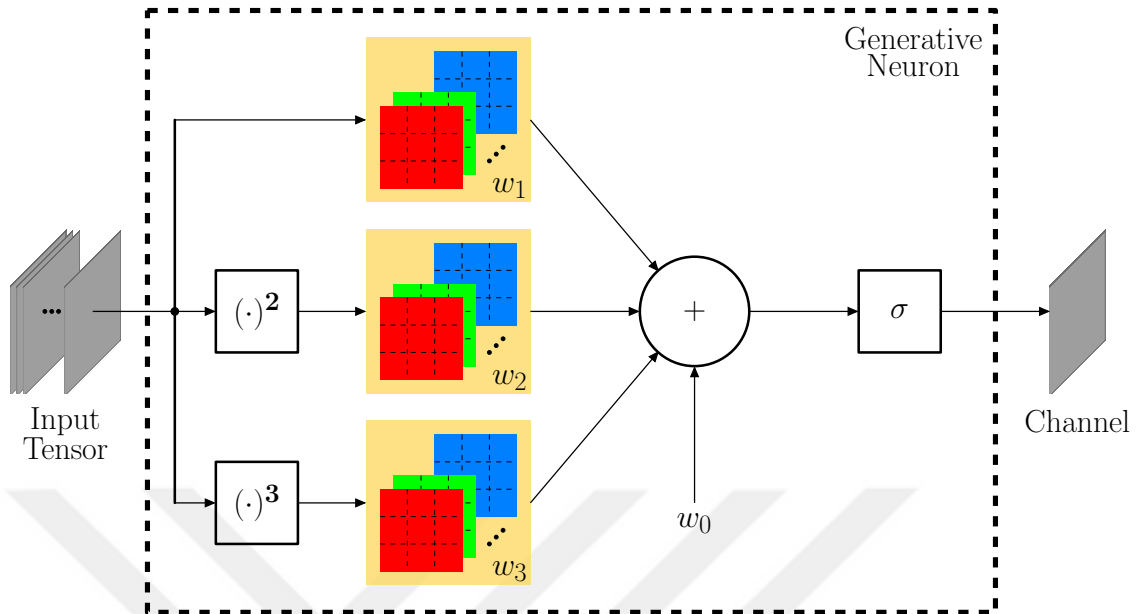 Generative
Neuron
w₁
(·)²
w₂
+
σ
Input
Tensor
Channel
(·)³
w₃
w₀